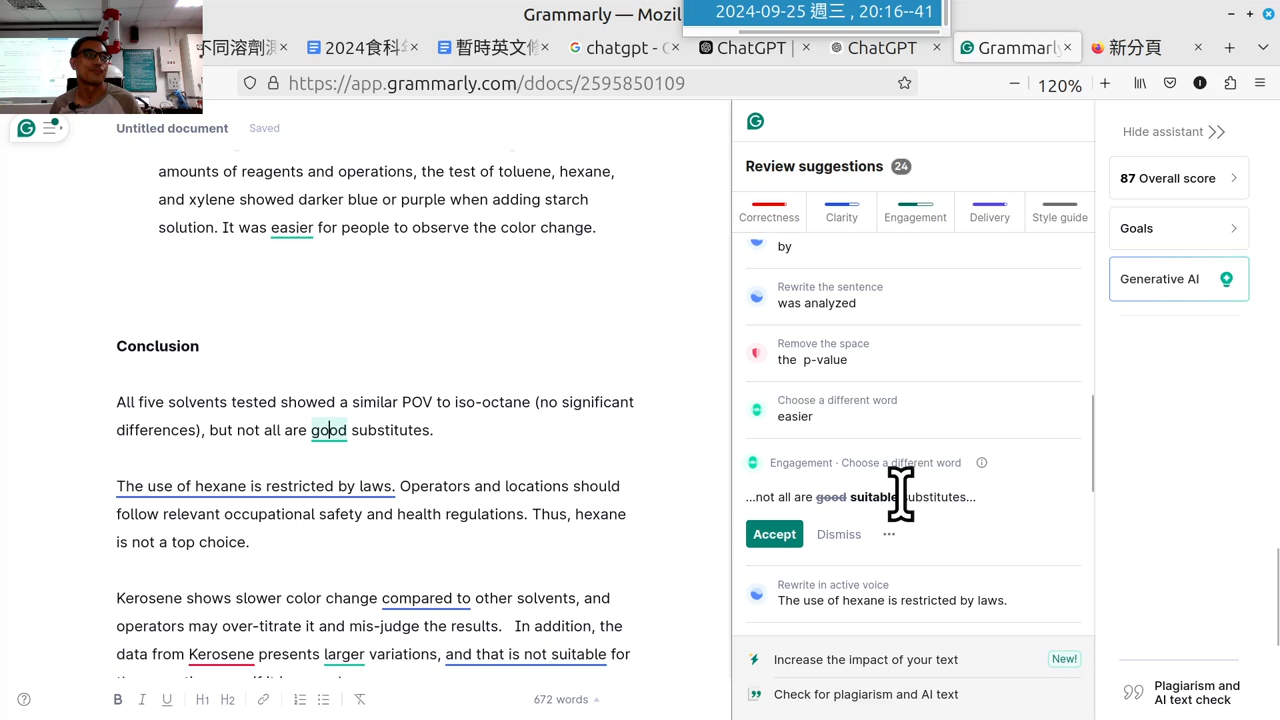 Grammarly — Mozil
2024-09-25 週三 , 20:16--41
不同溶劑測
2024食科
暫時英文修
chatgpt - G
ChatGPT |
ChatGPT
Grammarly
新分頁
https://app.grammarly.com/ddocs/2595850109
120%
Untitled document
Saved
amounts of reagents and operations, the test of toluene, hexane,
and xylene showed darker blue or purple when adding starch
solution. It was easier for people to observe the color change.
Conclusion
All five solvents tested showed a similar POV to iso-octane (no significant
differences), but not all are good substitutes.
The use of hexane is restricted by laws. Operators and locations should
follow relevant occupational safety and health regulations. Thus, hexane
is not a top choice.
Kerosene shows slower color change compared to other solvents, and
operators may over-titrate it and mis-judge the results.   In addition, the
data from Kerosene presents larger variations, and that is not suitable for
B I U H1 H2
672 words
Review suggestions 24
Correctness
Clarity
Engagement
Delivery
Style guide
by
Rewrite the sentence
was analyzed
Remove the space
the  p-value
Choose a different word
easier
Engagement · Choose a different word
...not all are good suitable substitutes...
Accept
Dismiss
Rewrite in active voice
The use of hexane is restricted by laws.
Increase the impact of your text
New!
Check for plagiarism and AI text
Hide assistant
87 Overall score
Goals
Generative AI
Plagiarism and
AI text check